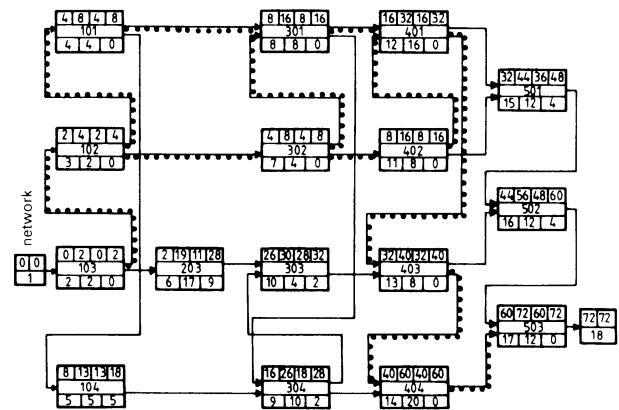 4 8 4 8
101
4 4 0
8 16 8 16
301
8 8 0
16 32 16 32
401
12 16 0
32 44 36 48
501
15 12 4
2 4 2 4
102
3 2 0
4 8 4 8
302
7 4 0
8 16 8 16
402
11 8 0
44 56 48 60
502
16 12 4
network
0 0
1
0 2 0 2
103
2 2 0
2 19 11 28
203
6 17 9
26 30 28 32
303
10 4 2
32 40 32 40
403
13 8 0
60 72 60 72
503
17 12 0
72 72
18
8 13 13 18
104
5 5 5
16 26 18 28
304
9 10 2
40 60 40 60
404
14 20 0